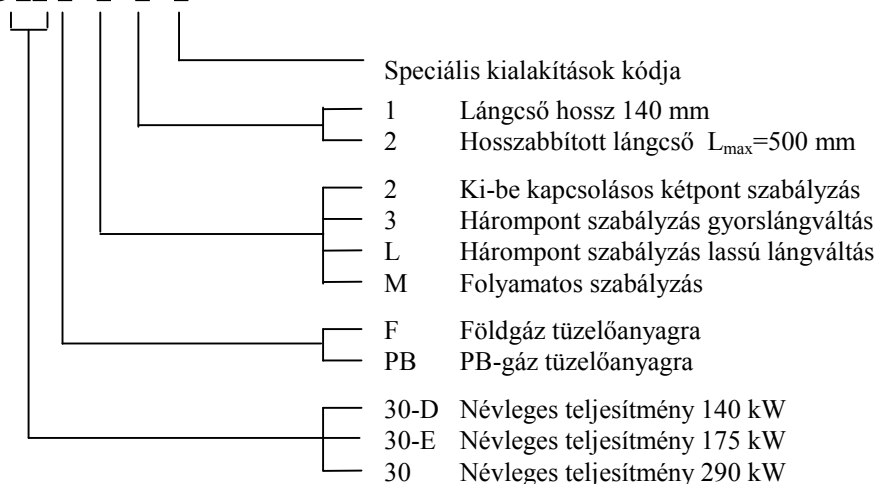 Speciális kialakítások kódja
1 Lángcső hossz 140 mm
2 Hosszabbított lángcső Lmax=500 mm
2 Ki-be kapcsolásos kétpont szabályzás
3 Hárompont szabályzás gyorslángváltás
L Hárompont szabályzás lassú lángváltás
M Folyamatos szabályzás
F Földgáz tüzelőanyagra
PB PB-gáz tüzelőanyagra
30-D Névleges teljesítmény 140 kW
30-E Névleges teljesítmény 175 kW
30 Névleges teljesítmény 290 kW